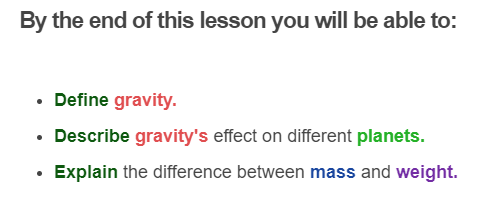 By the end of this lesson you will be able to:
• Define gravity.
• Describe gravity's effect on different planets.
• Explain the difference between mass and weight.